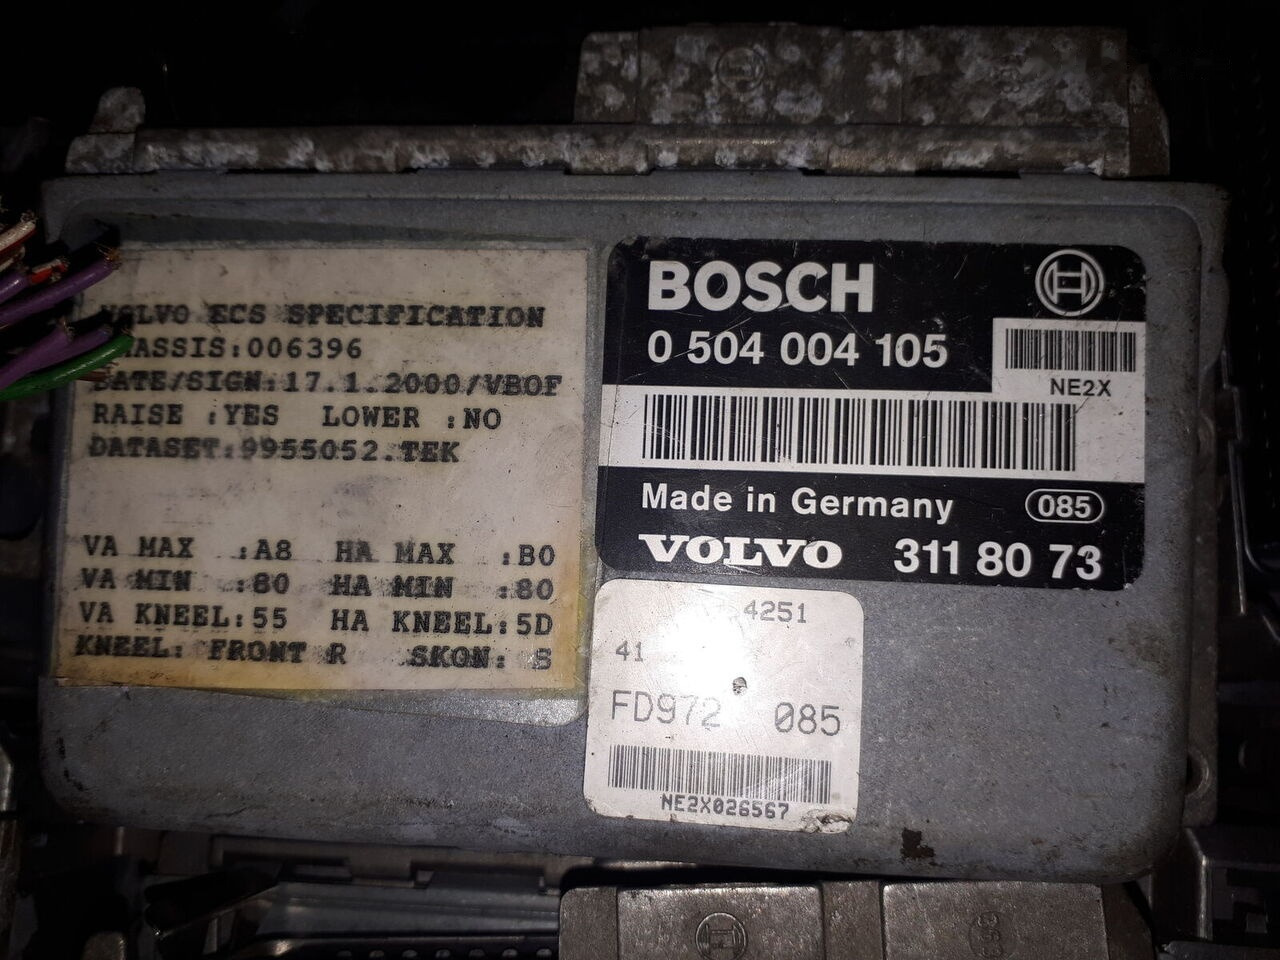 VOLVO ECS SPECIFICATION
CHASSIS:006396
DATE/SIGN:17.1.2000/VBOF
RAISE :YES LOWER :NO
DATASET:9955052.TEK
VA MAX :A8 HA MAX :B0
VA MIN :80 HA MIN :80
VA KNEEL:55 HA KNEEL:5D
KNEEL: FRONT R SKON: S
BOSCH
0 504 004 105
NE2X
Made in Germany 085
VOLVO 311 80 73
4251
41
FD972 085
NE2X026567